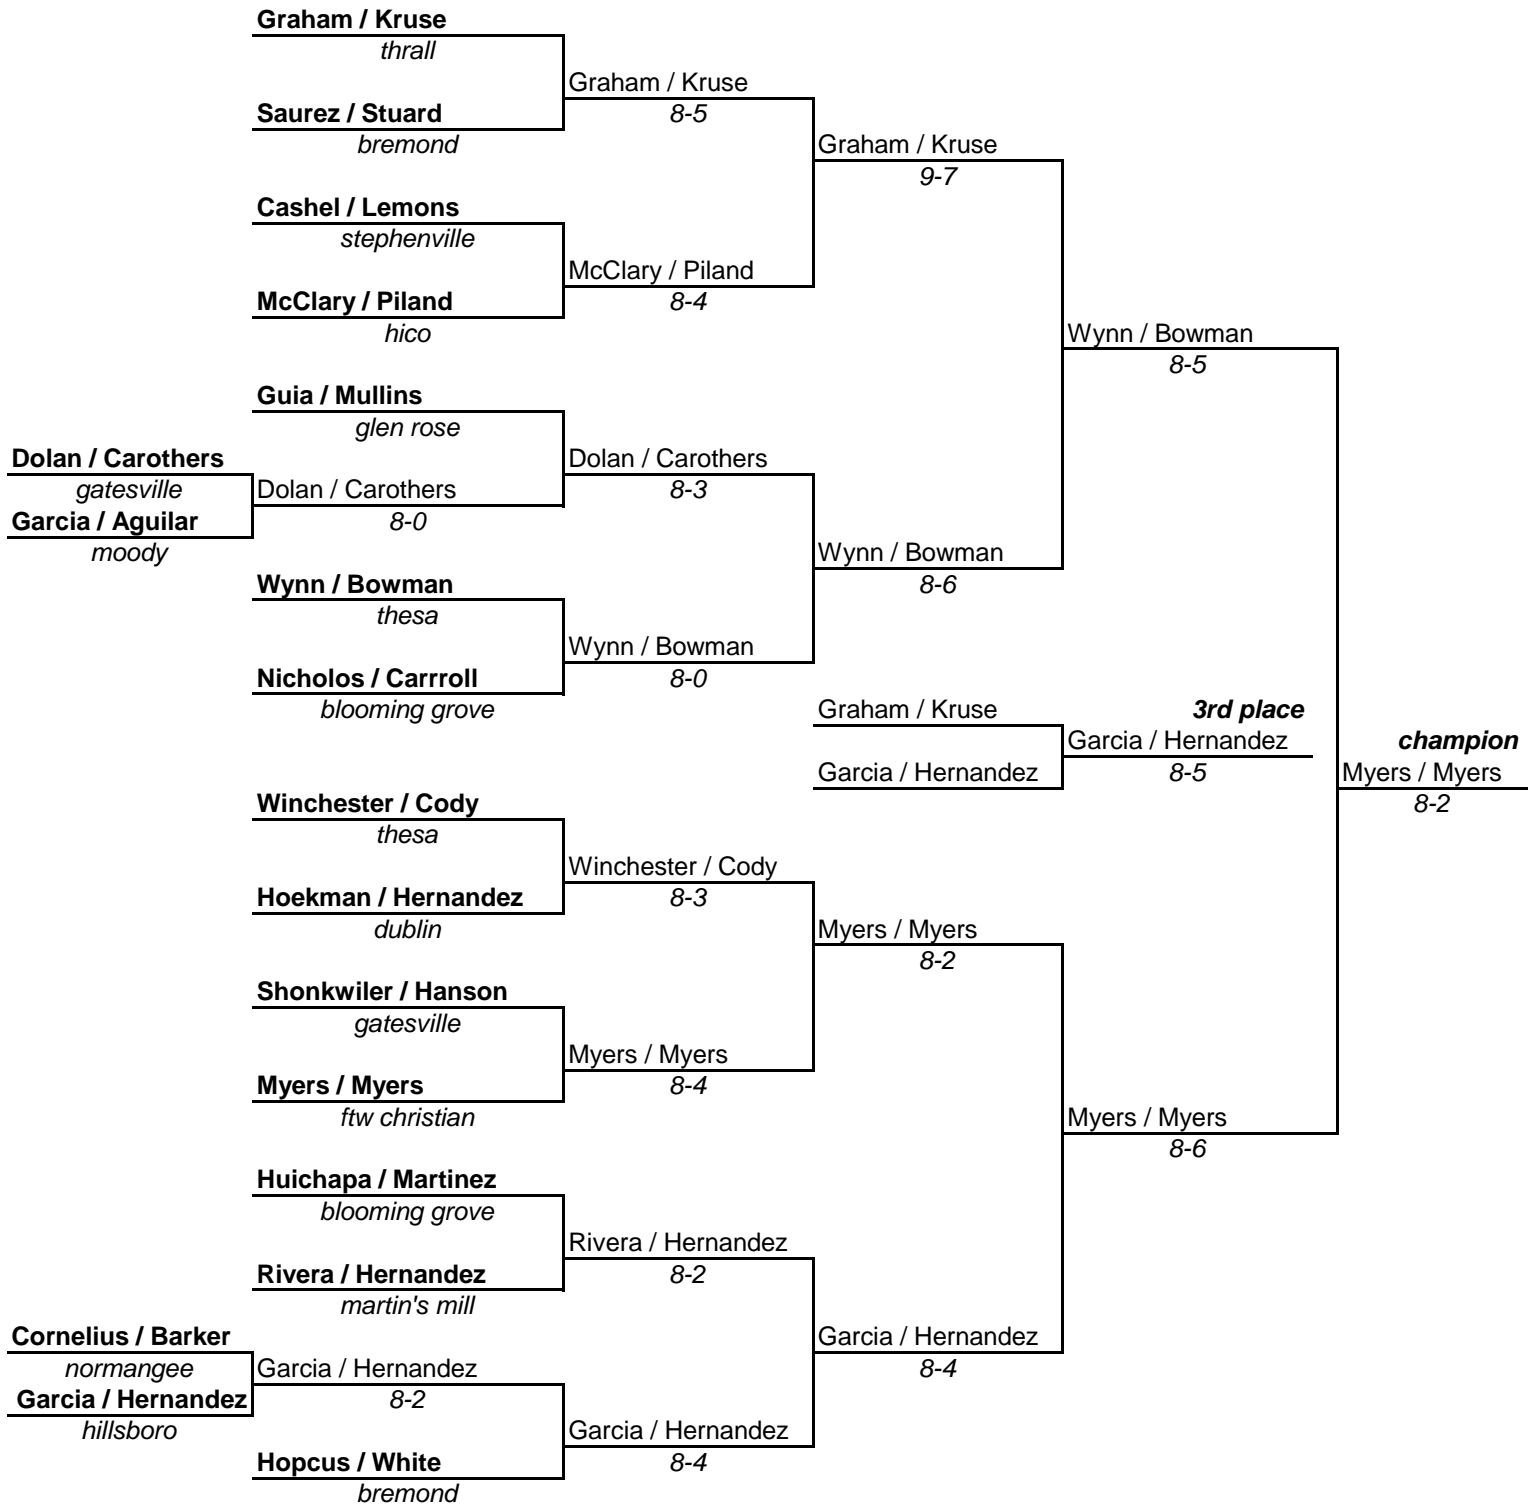 Graham / Kruse
thrall
Graham / Kruse
8-5
Saurez / Stuard
bremond
Graham / Kruse
9-7
Cashel / Lemons
stephenville
McClary / Piland
8-4
McClary / Piland
hico
Wynn / Bowman
8-5
Guia / Mullins
glen rose
Dolan / Carothers
gatesville
Dolan / Carothers
8-0
Dolan / Carothers
8-3
Garcia / Aguilar
moody
Wynn / Bowman
8-6
Wynn / Bowman
thesa
Wynn / Bowman
8-0
Nicholos / Carrroll
blooming grove
Graham / Kruse
3rd place
Garcia / Hernandez
8-5
champion
Garcia / Hernandez
Myers / Myers
8-2
Winchester / Cody
thesa
Winchester / Cody
8-3
Hoekman / Hernandez
dublin
Myers / Myers
8-2
Shonkwiler / Hanson
gatesville
Myers / Myers
8-4
Myers / Myers
ftw christian
Myers / Myers
8-6
Huichapa / Martinez
blooming grove
Rivera / Hernandez
8-2
Rivera / Hernandez
martin's mill
Cornelius / Barker
normangee
Garcia / Hernandez
8-4
Garcia / Hernandez
8-2
Garcia / Hernandez
hillsboro
Garcia / Hernandez
8-4
Hopcus / White
bremond